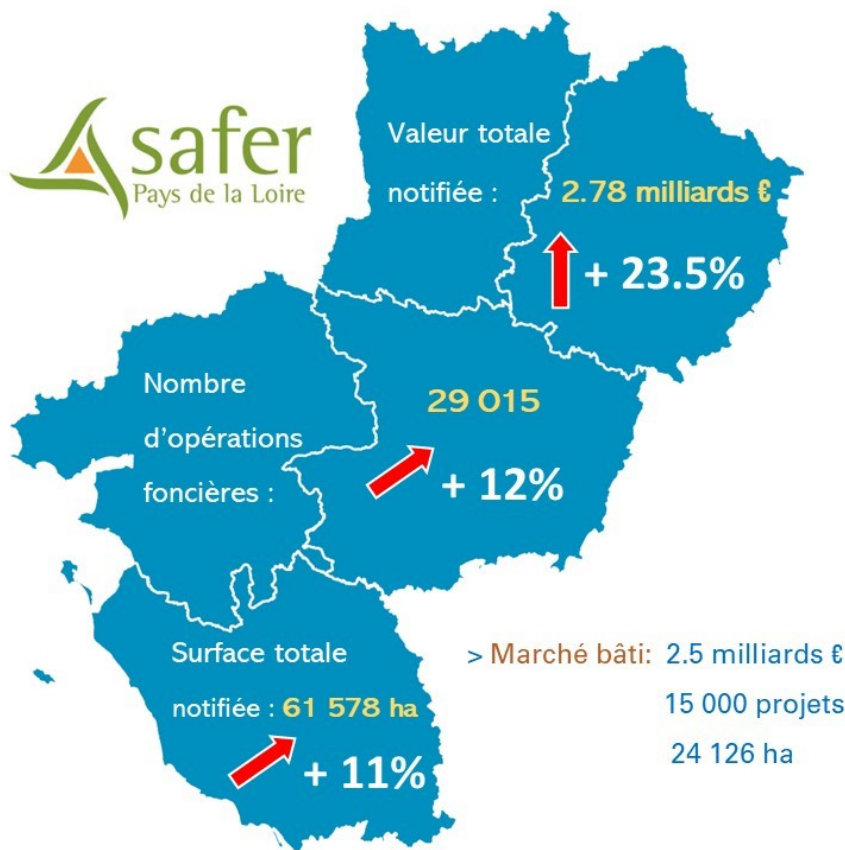 safer
Pays de la Loire
Valeur totale
notifiée : 2.78 milliards €
+ 23.5%
Nombre
d'opérations
foncières :
29 015
+ 12%
Surface totale
notifiée : 61 578 ha
+ 11%
> Marché bâti: 2.5 milliards €
15 000 projets
24 126 ha